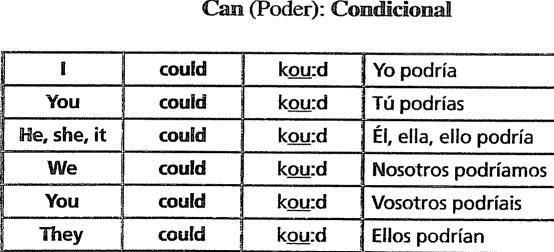 Can (Poder): Condicional
I could kou:d Yo podría
You could kou:d Tú podrías
He, she, it could kou:d Él, ella, ello podría
We could kou:d Nosotros podríamos
You could kou:d Vosotros podríais
They could kou:d Ellos podrían